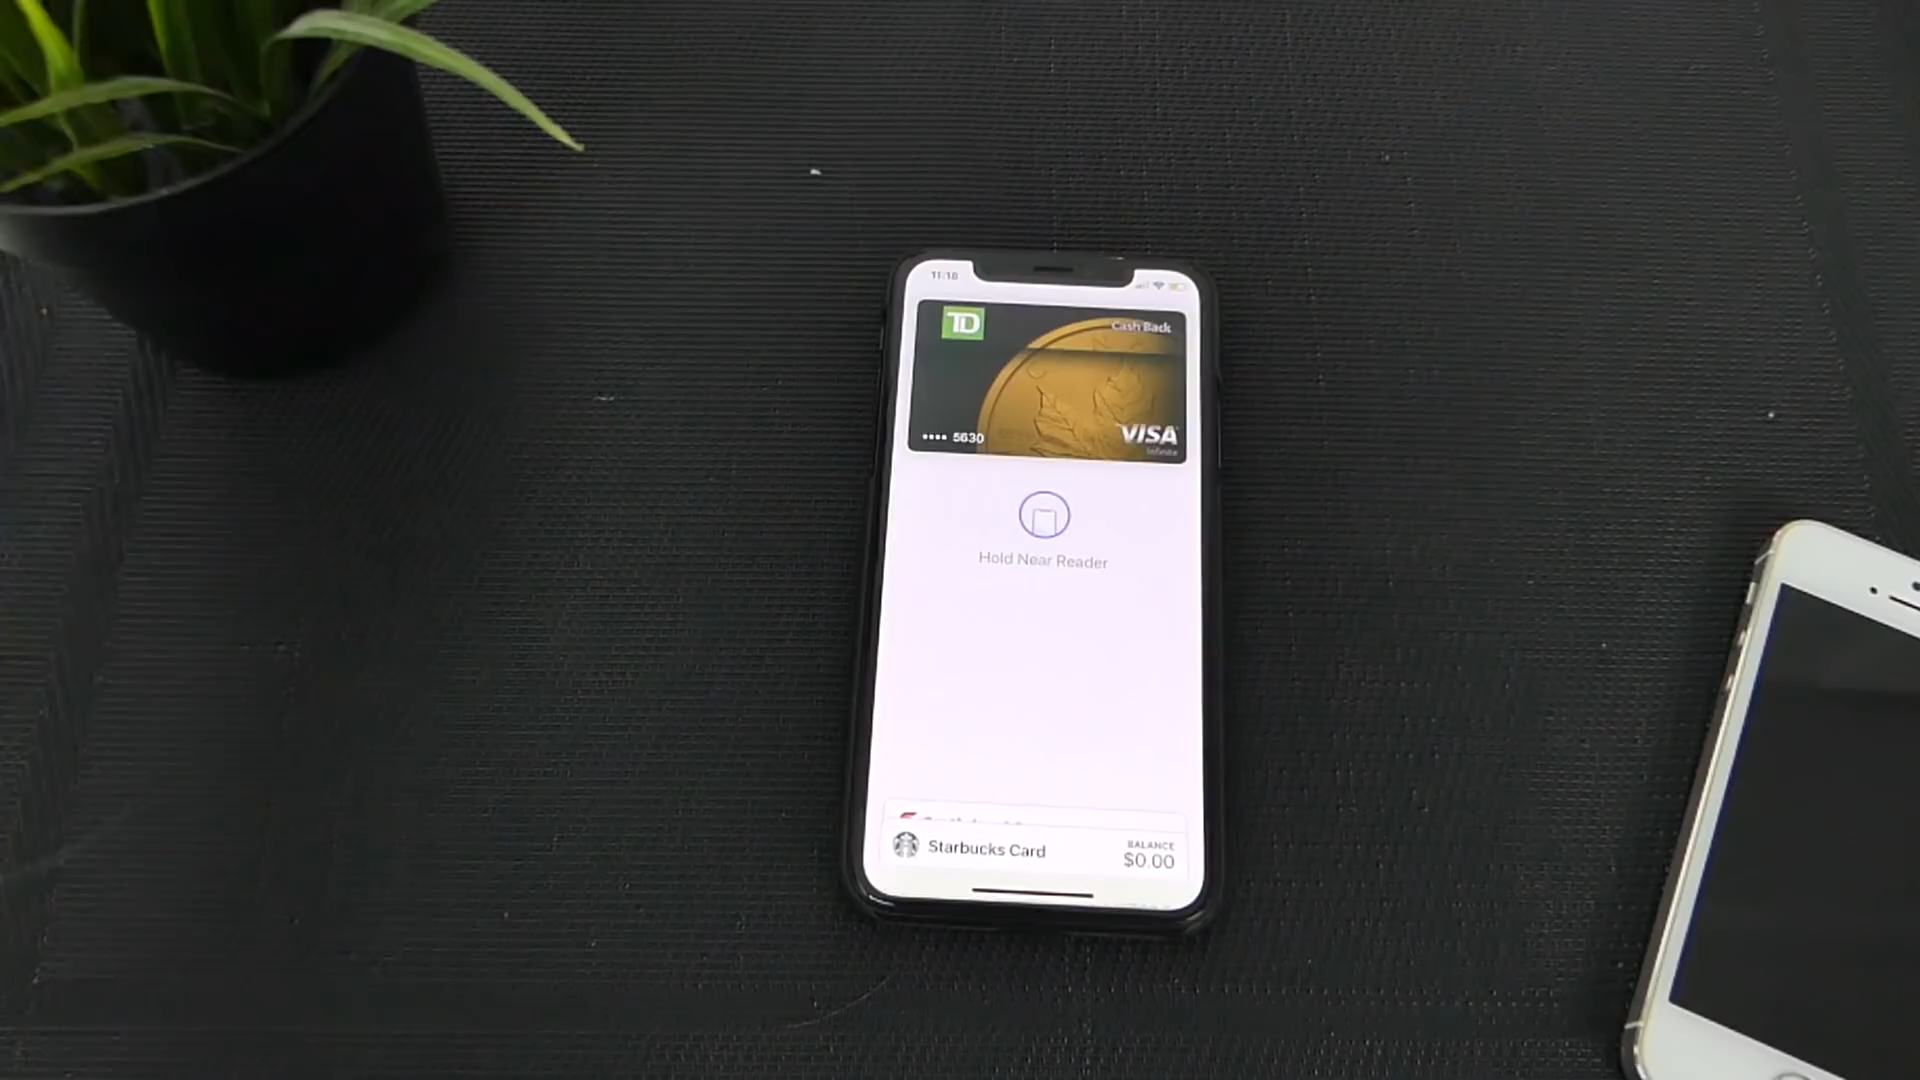 11:18
TD
Cash Back
•••• 5630
VISA
Infinite
Hold Near Reader
Starbucks Card
BALANCE
$0.00